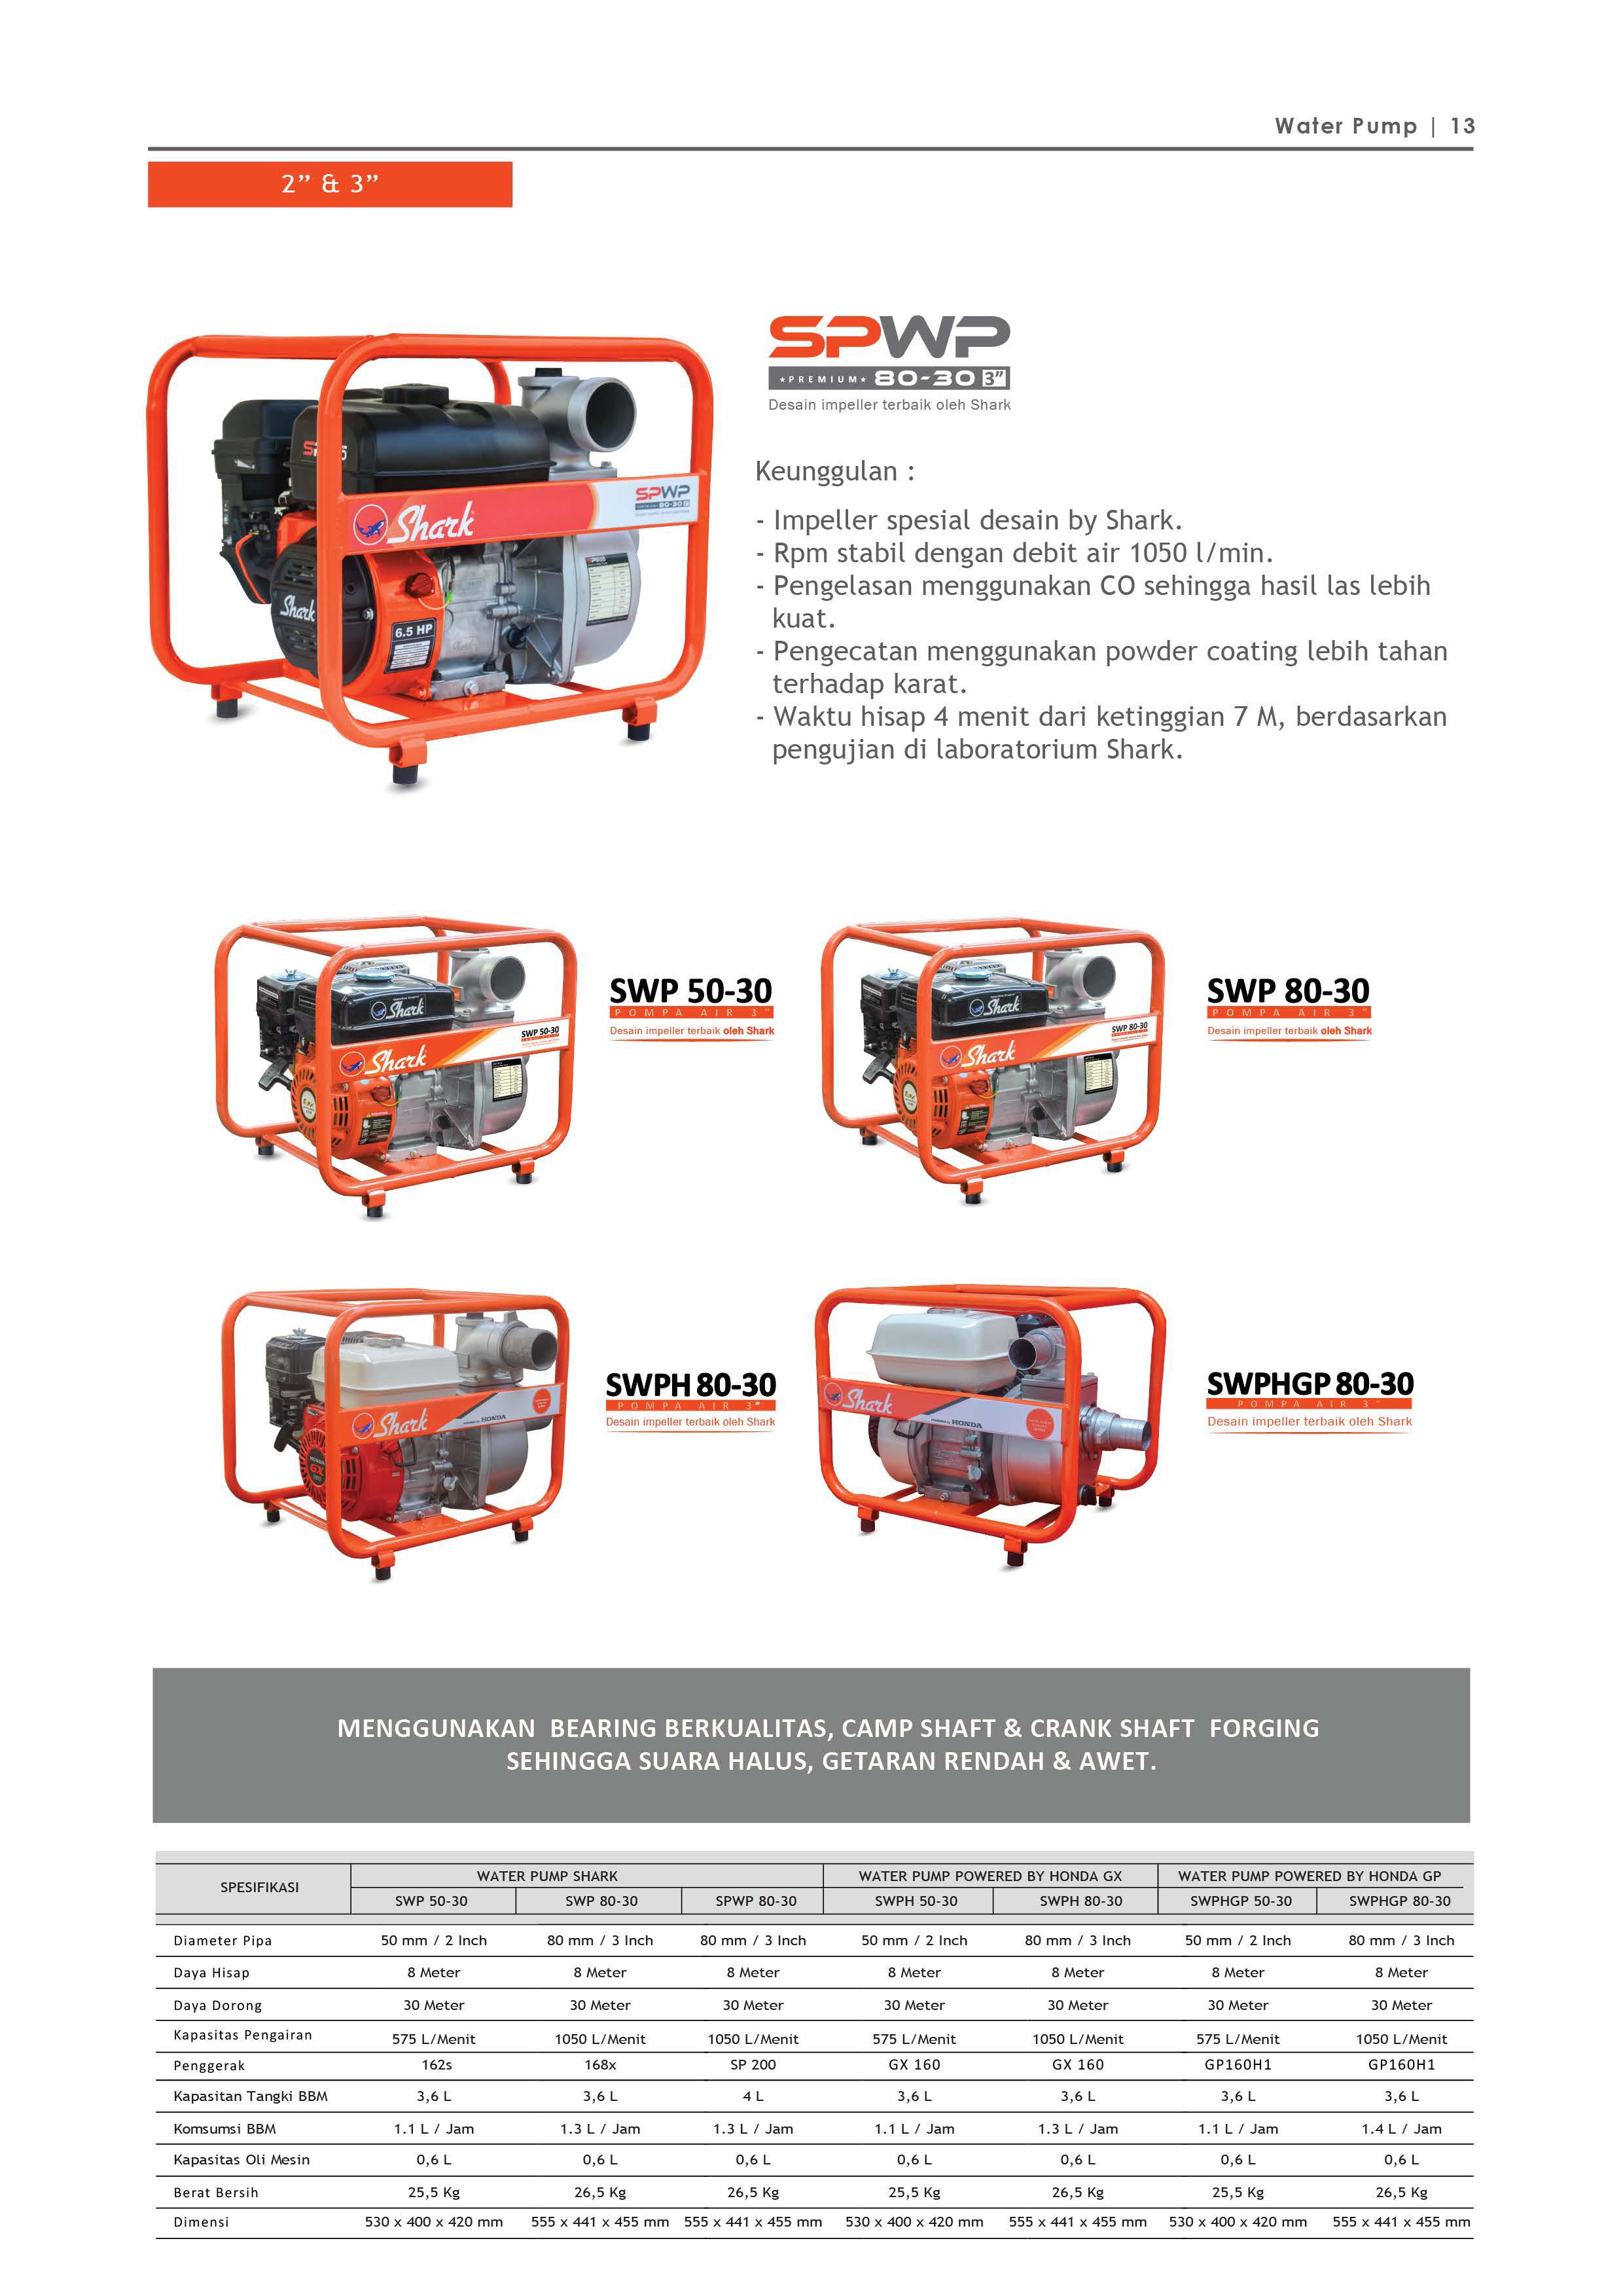 Water Pump | 13
2” & 3”
SPWP
★PREMIUM★ 80-30 3”
Desain impeller terbaik oleh Shark
Keunggulan :
- Impeller spesial desain by Shark.
- Rpm stabil dengan debit air 1050 l/min.
- Pengelasan menggunakan CO sehingga hasil las lebih
kuat.
- Pengecatan menggunakan powder coating lebih tahan
terhadap karat.
- Waktu hisap 4 menit dari ketinggian 7 M, berdasarkan
pengujian di laboratorium Shark.
Shark
SPWP
80-30
Shark
6.5 HP
SWP 50-30
POMPA AIR 3”
Desain impeller terbaik oleh Shark
Shark
Shark
SWP 50-30
SWP 80-30
POMPA AIR 3”
Desain impeller terbaik oleh Shark
Shark
Shark
SWP 80-30
SWPH 80-30
POMPA AIR 3”
Desain impeller terbaik oleh Shark
Shark
HONDA
GX
SWPHGP 80-30
POMPA AIR 3”
Desain impeller terbaik oleh Shark
Shark
HONDA
MENGGUNAKAN BEARING BERKUALITAS, CAMP SHAFT & CRANK SHAFT FORGING
SEHINGGA SUARA HALUS, GETARAN RENDAH & AWET.
SPESIFIKASI WATER PUMP SHARK WATER PUMP POWERED BY HONDA GX WATER PUMP POWERED BY HONDA GP
SWP 50-30 SWP 80-30 SPWP 80-30 SWPH 50-30 SWPH 80-30 SWPHGP 50-30 SWPHGP 80-30
Diameter Pipa 50 mm / 2 Inch 80 mm / 3 Inch 80 mm / 3 Inch 50 mm / 2 Inch 80 mm / 3 Inch 50 mm / 2 Inch 80 mm / 3 Inch
Daya Hisap 8 Meter 8 Meter 8 Meter 8 Meter 8 Meter 8 Meter 8 Meter
Daya Dorong 30 Meter 30 Meter 30 Meter 30 Meter 30 Meter 30 Meter 30 Meter
Kapasitas Pengairan 575 L/Menit 1050 L/Menit 1050 L/Menit 575 L/Menit 1050 L/Menit 575 L/Menit 1050 L/Menit
Penggerak 162s 168x SP 200 GX 160 GX 160 GP160H1 GP160H1
Kapasitan Tangki BBM 3,6 L 3,6 L 4 L 3,6 L 3,6 L 3,6 L 3,6 L
Komsumsi BBM 1.1 L / Jam 1.3 L / Jam 1.3 L / Jam 1.1 L / Jam 1.3 L / Jam 1.1 L / Jam 1.4 L / Jam
Kapasitas Oli Mesin 0,6 L 0,6 L 0,6 L 0,6 L 0,6 L 0,6 L 0,6 L
Berat Bersih 25,5 Kg 26,5 Kg 26,5 Kg 25,5 Kg 26,5 Kg 25,5 Kg 26,5 Kg
Dimensi 530 x 400 x 420 mm 555 x 441 x 455 mm 555 x 441 x 455 mm 530 x 400 x 420 mm 555 x 441 x 455 mm 530 x 400 x 420 mm 555 x 441 x 455 mm